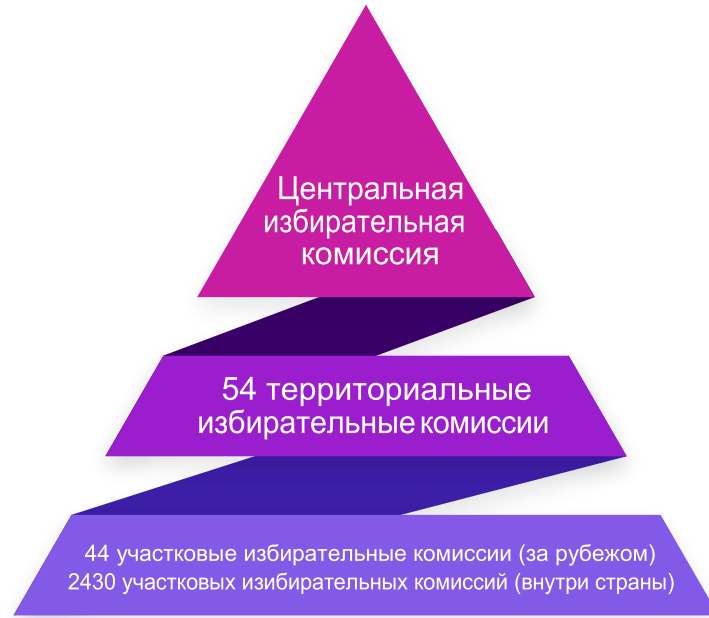 Центральная
избирательная
комиссия
54 территориальные
избирательные комиссии
44 участковые избирательные комиссии (за рубежом)
2430 участковых изибирательных комиссий (внутри страны)